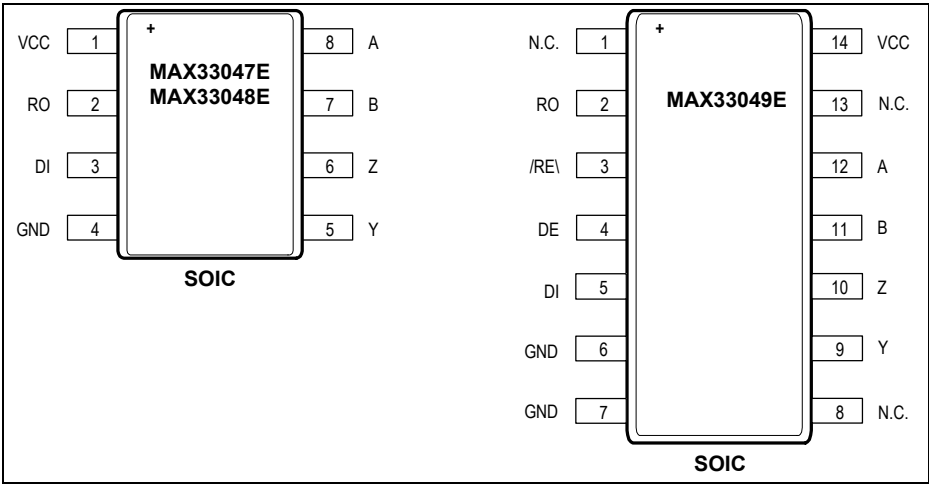 +
MAX33047E
MAX33048E
VCC 1 8 A
RO 2 7 B
DI 3 6 Z
GND 4 5 Y
SOIC
+
MAX33049E
N.C. 1 14 VCC
RO 2 13 N.C.
/RE\ 3 12 A
DE 4 11 B
DI 5 10 Z
GND 6 9 Y
GND 7 8 N.C.
SOIC